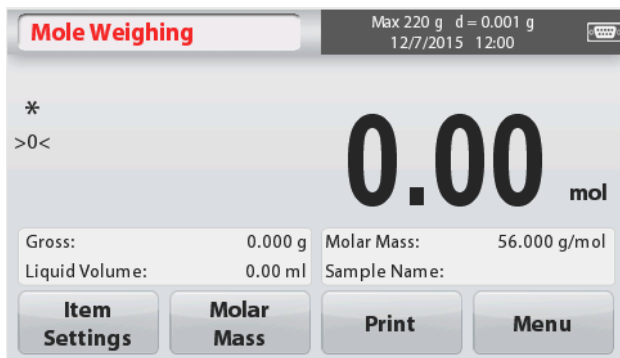 Mole Weighing
Max 220 g d = 0.001 g
12/7/2015 12:00
*
>0<
0.00 mol
Gross: 0.000 g
Liquid Volume: 0.00 ml
Molar Mass: 56.000 g/mol
Sample Name:
Item Settings
Molar Mass
Print
Menu